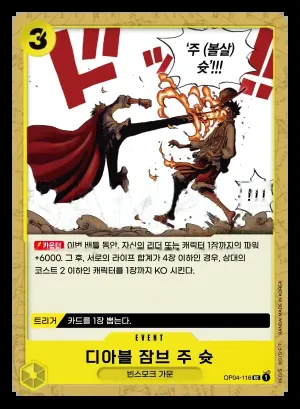 3
'주 (불살)
슛'!!!
카운터 이번 배틀 동안, 자신의 리더 또는 캐릭터 1장까지의 파워
+6000. 그 후, 서로의 라이프 합계가 4장 이하인 경우, 상대의
코스트 2 이하인 캐릭터를 1장까지 KO 시킨다.
트리거 카드를 1장 뽑는다.
EVENT
디아블 잠브 주 슛
빈스모크 가문
OP04-116 UC 1